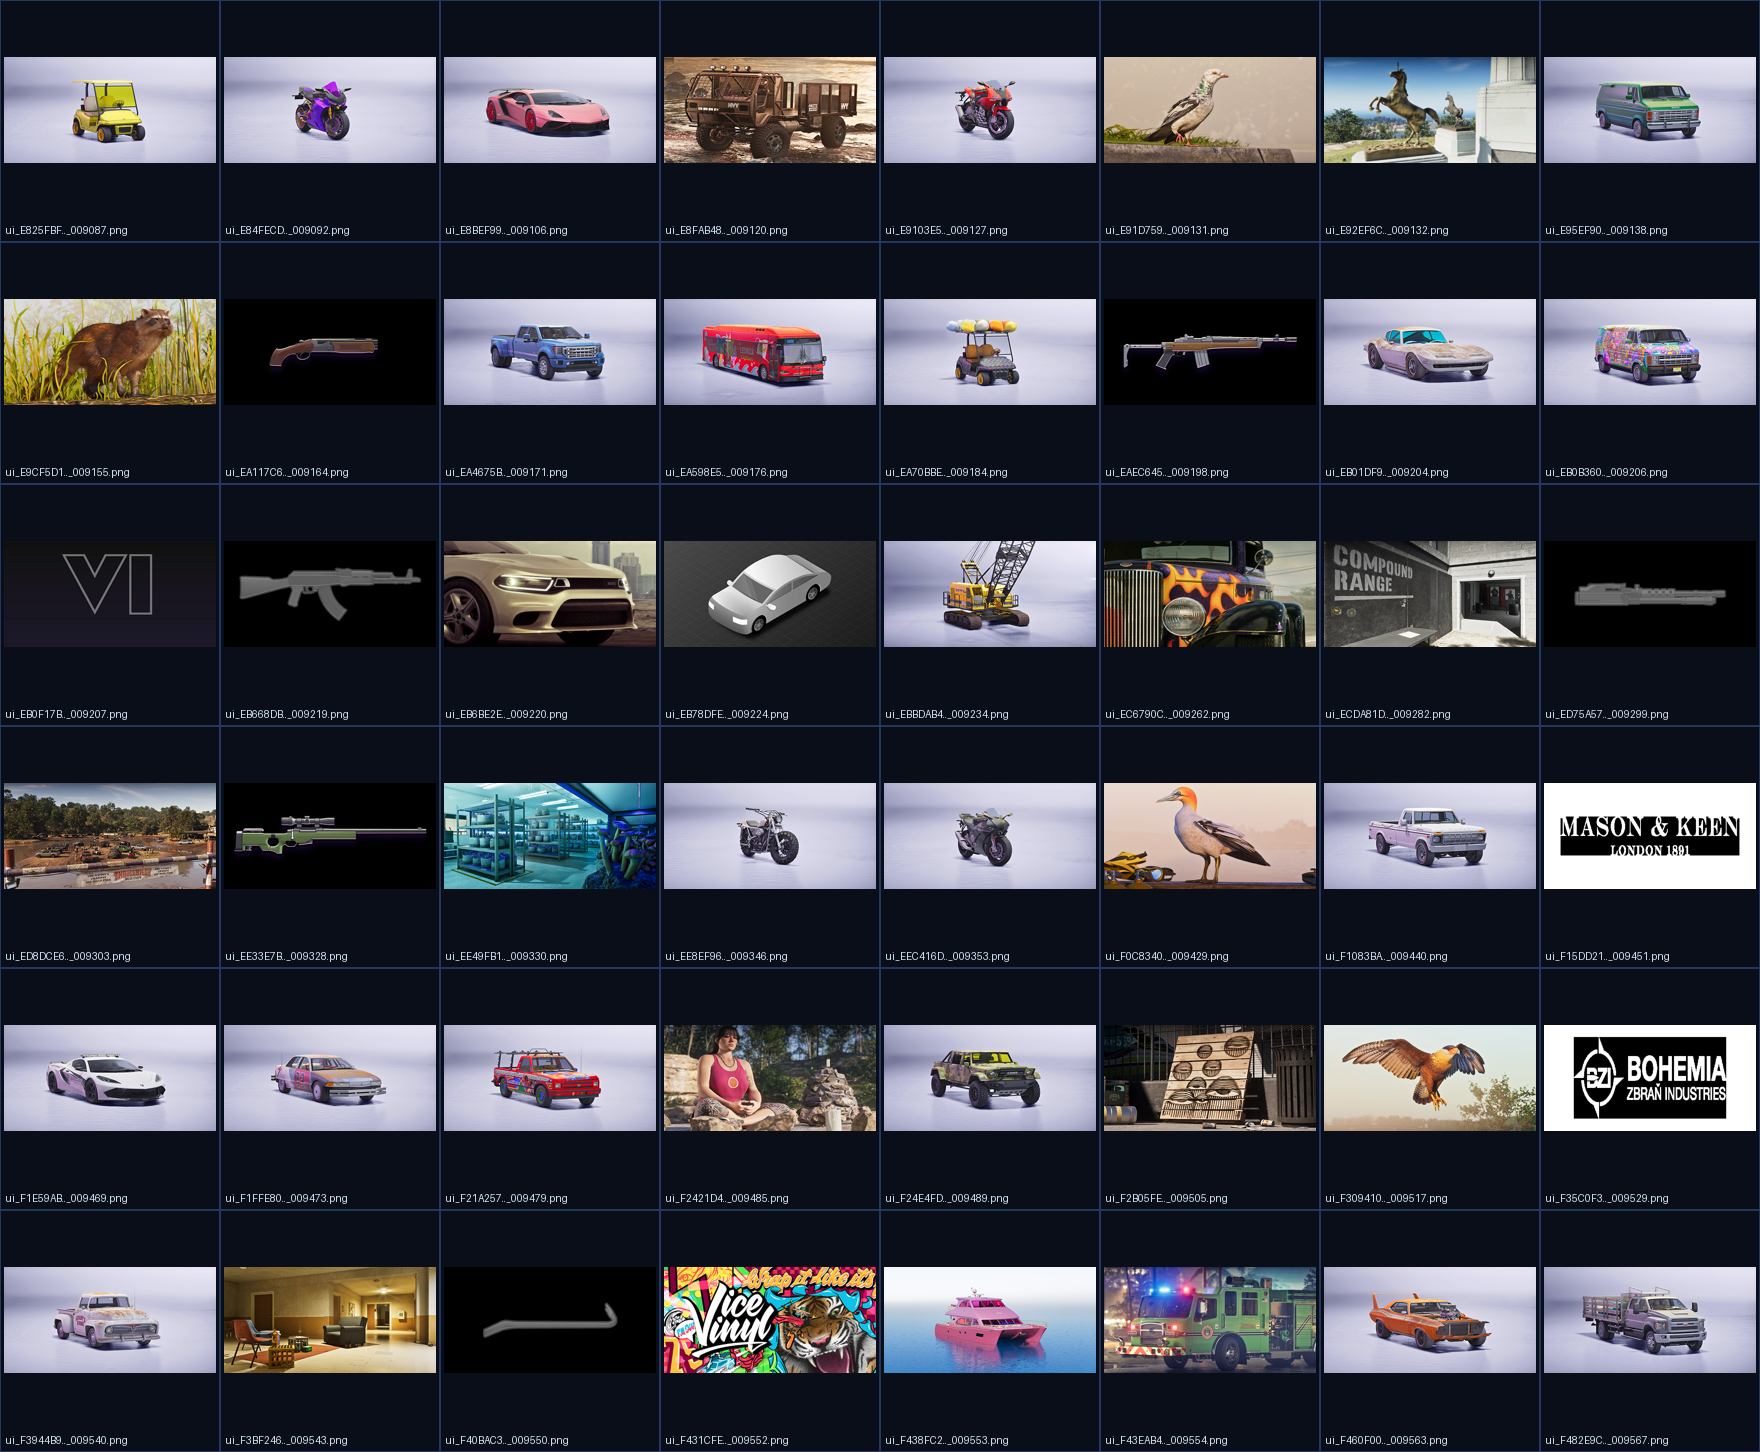 ui_E825FBF.._009087.png
ui_E84FECD.._009092.png
ui_E8BEF99.._009106.png
ui_E8FAB48.._009120.png
ui_E9103E5.._009127.png
ui_E91D759.._009131.png
ui_E92EF6C.._009132.png
ui_E95EF90.._009138.png
ui_E9CF5D1.._009155.png
ui_EA117C6.._009164.png
ui_EA4675B.._009171.png
ui_EA598E5.._009176.png
ui_EA70BBE.._009184.png
ui_EAEC645.._009198.png
ui_EB01DF9.._009204.png
ui_EB0B360.._009206.png
VI
COMPOUND
RANGE
ui_EB0F17B.._009207.png
ui_EB668DB.._009219.png
ui_EB6BE2E.._009220.png
ui_EB78DFE.._009224.png
ui_EBBDAB4.._009234.png
ui_EC6790C.._009262.png
ui_ECDA81D.._009282.png
ui_ED75A57.._009299.png
MASON & KEEN
LONDON 1891
ui_ED8DCE6.._009303.png
ui_EE33E7B.._009328.png
ui_EE49FB1.._009330.png
ui_EE8EF96.._009346.png
ui_EEC416D.._009353.png
ui_F0C8340.._009429.png
ui_F1083BA.._009440.png
ui_F15DD21.._009451.png
BZI
BOHEMIA
ZBRAŇ INDUSTRIES
ui_F1E59AB.._009469.png
ui_F1FFE80.._009473.png
ui_F21A257.._009479.png
ui_F2421D4.._009485.png
ui_F24E4FD.._009489.png
ui_F2B05FE.._009505.png
ui_F309410.._009517.png
ui_F35C0F3.._009529.png
Wrap it like it's
Vice
Vinyl
ui_F3944B9.._009540.png
ui_F3BF246.._009543.png
ui_F40BAC3.._009550.png
ui_F431CFE.._009552.png
ui_F438FC2.._009553.png
ui_F43EAB4.._009554.png
ui_F460F00.._009563.png
ui_F482E9C.._009567.png